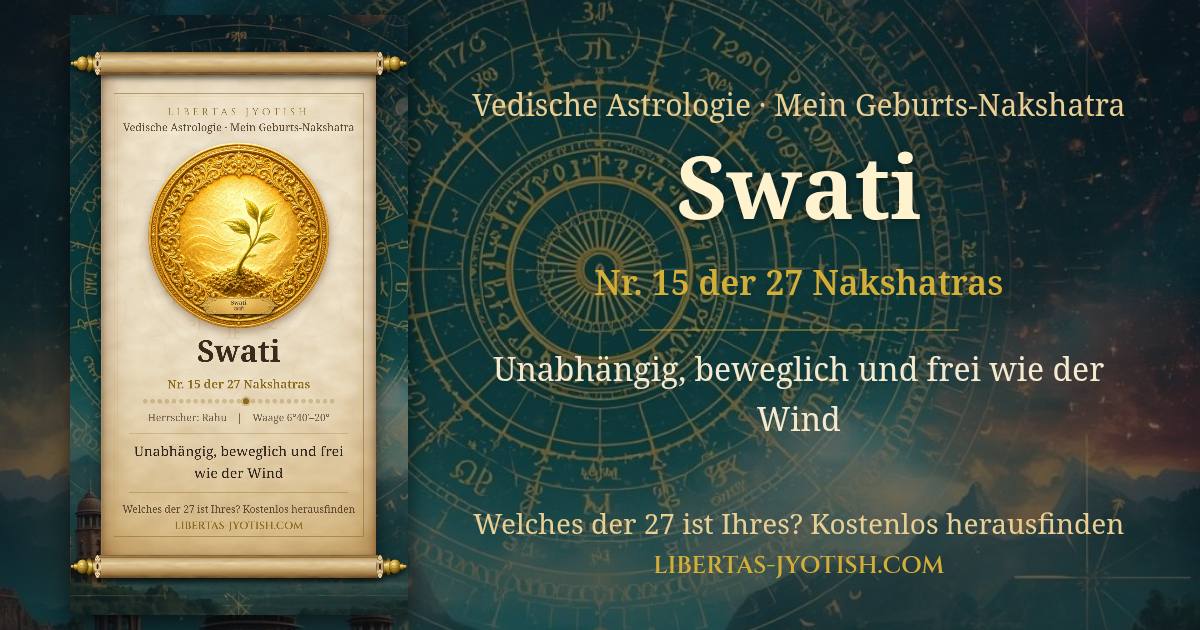 LIBERTAS JYOTISH
Vedische Astrologie · Mein Geburts-Nakshatra
Swati
Swati
Nr. 15 der 27 Nakshatras
Herrscher: Rahu | Waage 6°40'–20°
Unabhängig, beweglich und frei
wie der Wind
Welches der 27 ist Ihres? Kostenlos herausfinden
LIBERTAS-JYOTISH.COM
Vedische Astrologie · Mein Geburts-Nakshatra
Swati
Nr. 15 der 27 Nakshatras
Unabhängig, beweglich und frei wie der
Wind
Welches der 27 ist Ihres? Kostenlos herausfinden
LIBERTAS-JYOTISH.COM